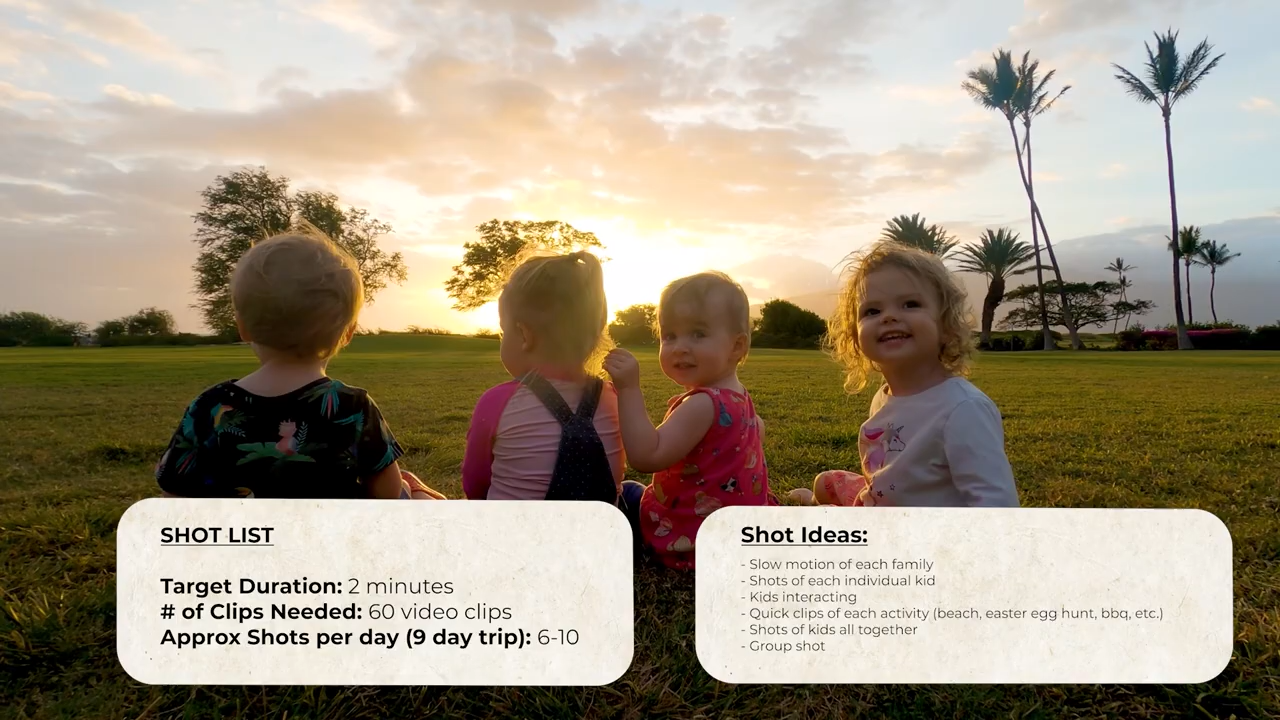 SHOT LIST
Target Duration: 2 minutes
# of Clips Needed: 60 video clips
Approx Shots per day (9 day trip): 6-10
Shot Ideas:
- Slow motion of each family
- Shots of each individual kid
- Kids interacting
- Quick clips of each activity (beach, easter egg hunt, bbq, etc.)
- Shots of kids all together
- Group shot